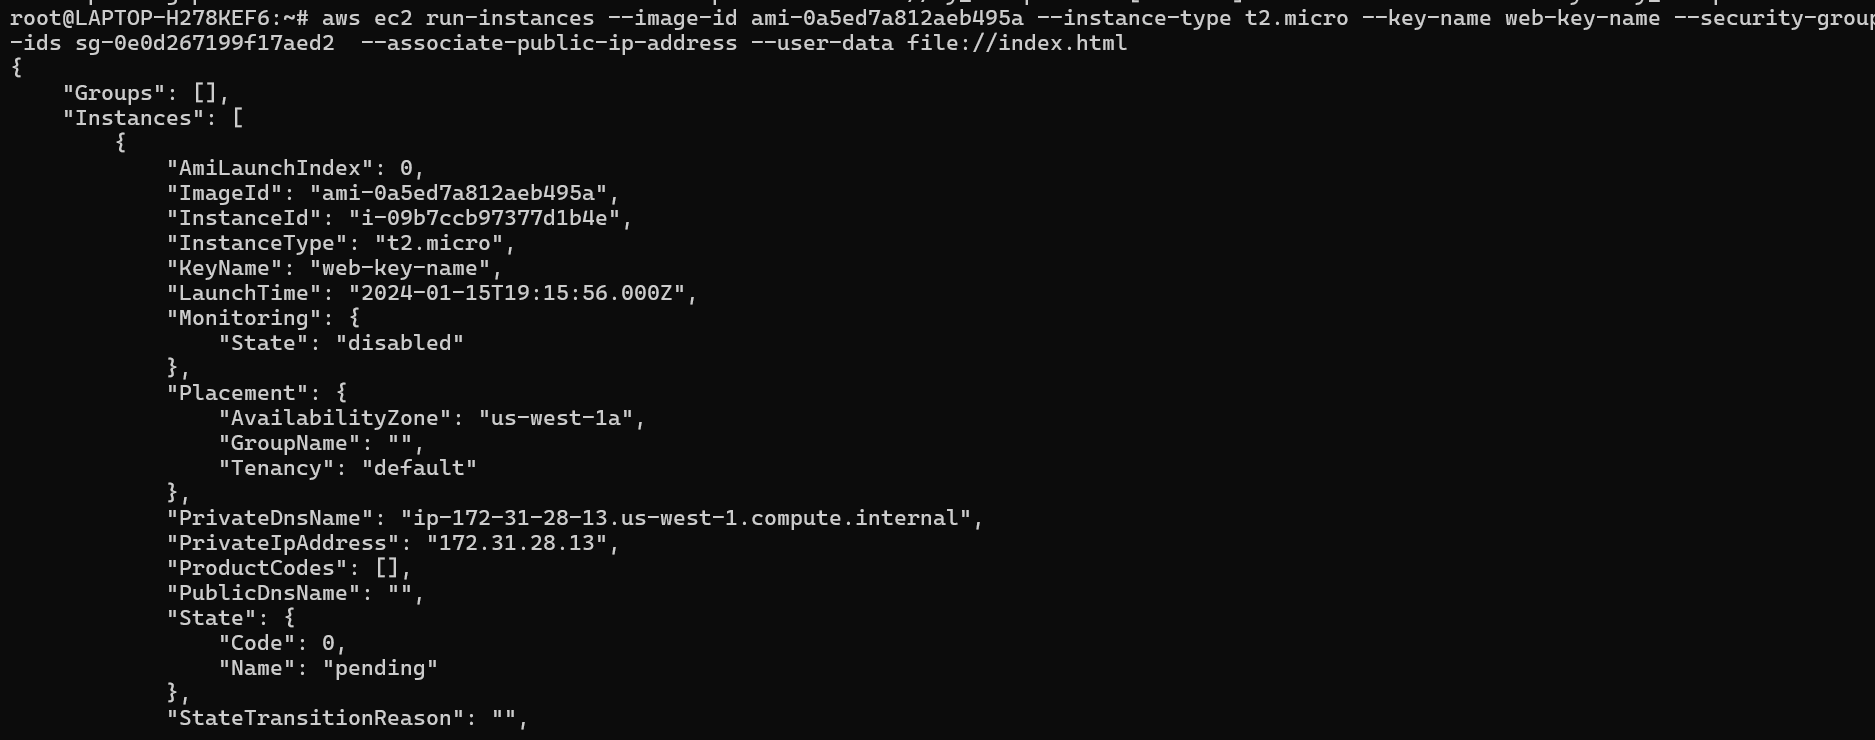 root@LAPTOP-H278KEF6:~# aws ec2 run-instances --image-id ami-0a5ed7a812aeb495a --instance-type t2.micro --key-name web-key-name --security-group
-ids sg-0e0d267199f17aed2  --associate-public-ip-address --user-data file://index.html
{
    "Groups": [],
    "Instances": [
        {
            "AmiLaunchIndex": 0,
            "ImageId": "ami-0a5ed7a812aeb495a",
            "InstanceId": "i-09b7ccb97377d1b4e",
            "InstanceType": "t2.micro",
            "KeyName": "web-key-name",
            "LaunchTime": "2024-01-15T19:15:56.000Z",
            "Monitoring": {
                "State": "disabled"
            },
            "Placement": {
                "AvailabilityZone": "us-west-1a",
                "GroupName": "",
                "Tenancy": "default"
            },
            "PrivateDnsName": "ip-172-31-28-13.us-west-1.compute.internal",
            "PrivateIpAddress": "172.31.28.13",
            "ProductCodes": [],
            "PublicDnsName": "",
            "State": {
                "Code": 0,
                "Name": "pending"
            },
            "StateTransitionReason": "",